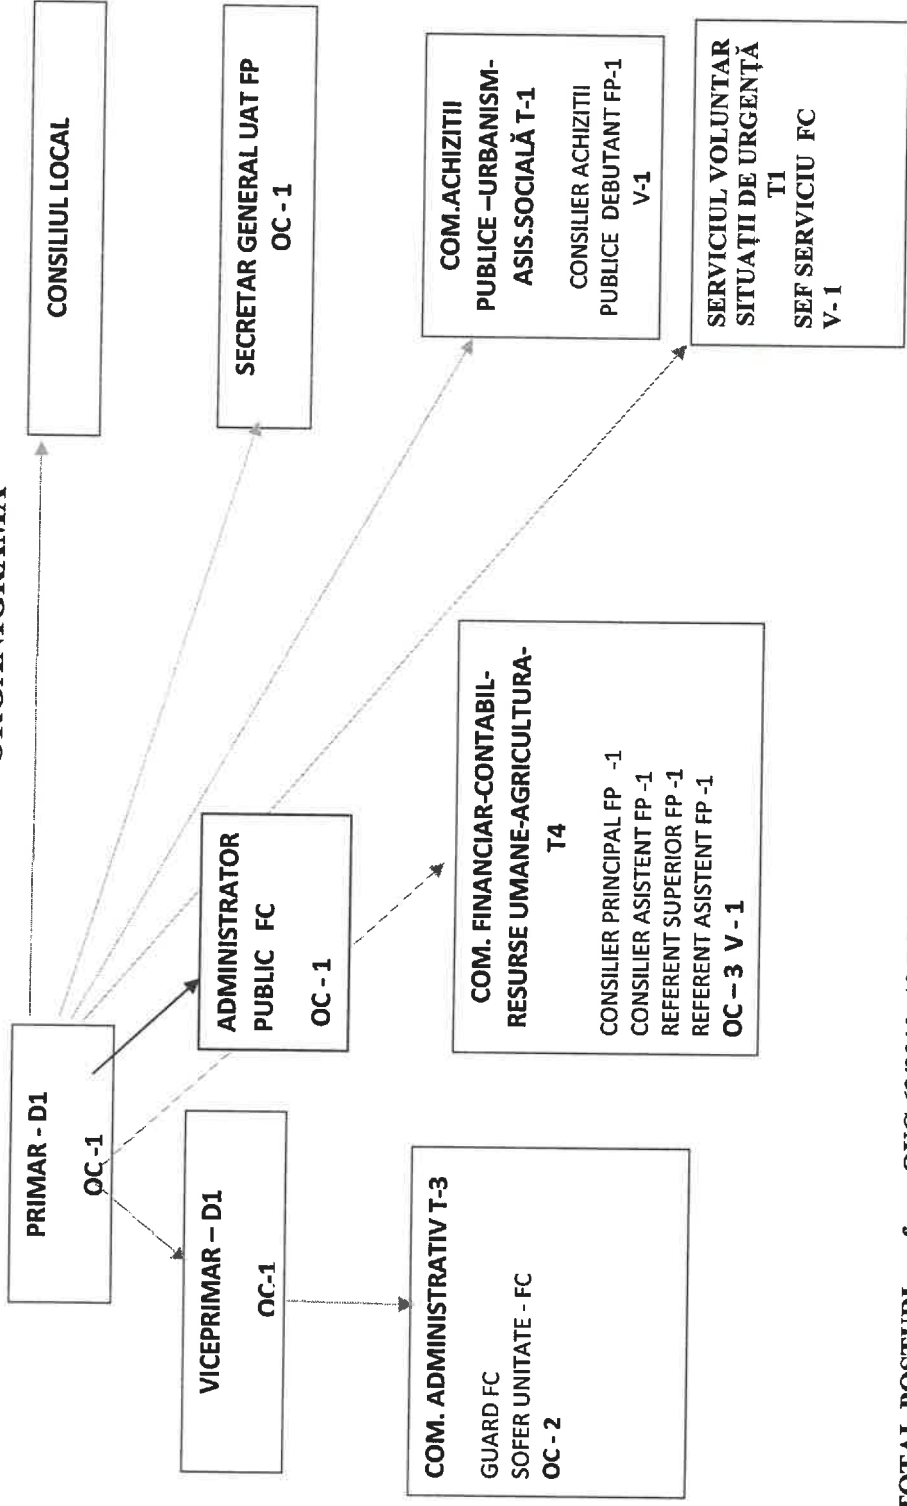 ORGANIGRAMA
PRIMAR - D1
OC -1
CONSILIUL LOCAL
VICEPRIMAR – D1
OC-1
ADMINISTRATOR
PUBLIC FC
OC - 1
SECRETAR GENERAL UAT FP
OC - 1
COM. ADMINISTRATIV T-3
GUARD FC
SOFER UNITATE - FC
OC - 2
COM. FINANCIAR-CONTABIL-
RESURSE UMANE-AGRICULTURA-
T4
CONSILIER PRINCIPAL FP -1
CONSILIER ASISTENT FP -1
REFERENT SUPERIOR FP -1
REFERENT ASISTENT FP -1
OC – 3 V - 1
COM.ACHIZITII
PUBLICE –URBANISM-
ASIS.SOCIALĂ T-1
CONSILIER ACHIZITII
PUBLICE DEBUTANT FP-1
V-1
SERVICIUL VOLUNTAR
SITUAŢII DE URGENŢĂ
T1
SEF SERVICIU FC
V- 1
TOTAL POSTURI